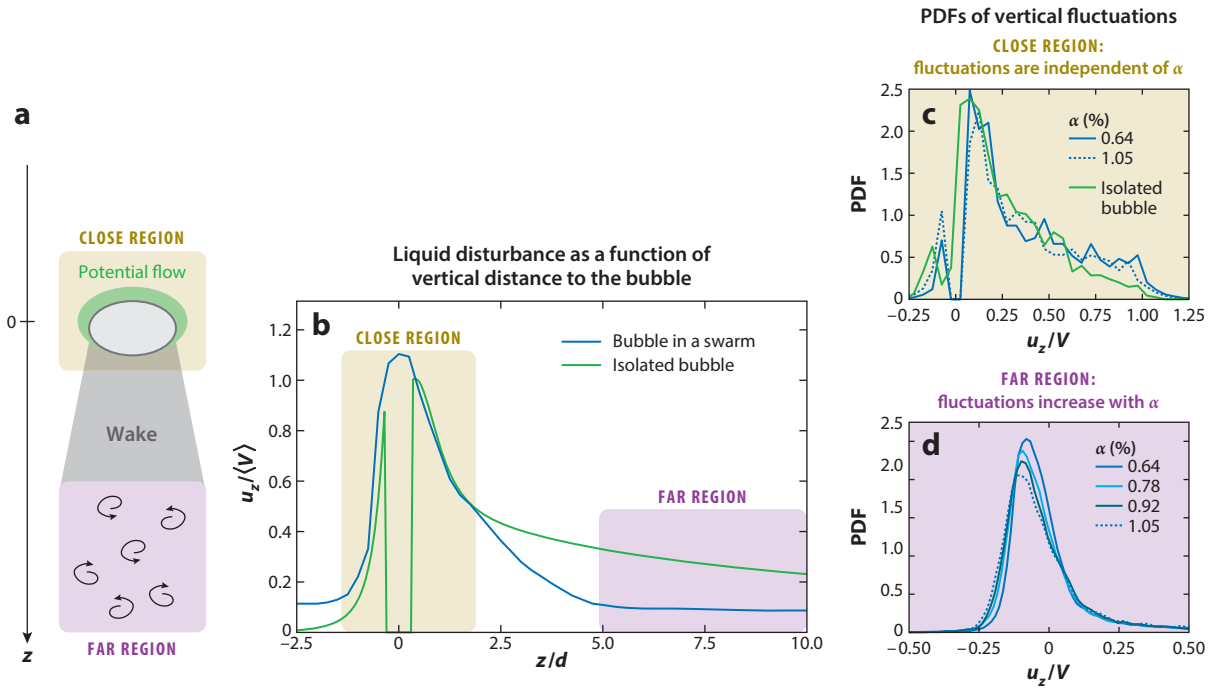 a
0
z
CLOSE REGION
Potential flow
Wake
FAR REGION
Liquid disturbance as a function of
vertical distance to the bubble
b
CLOSE REGION
Bubble in a swarm
Isolated bubble
FAR REGION
u_z/⟨V⟩
1.2
1.0
0.8
0.6
0.4
0.2
0
−2.5
0
2.5
5.0
7.5
10.0
z/d
PDFs of vertical fluctuations
CLOSE REGION:
fluctuations are independent of α
c
α (%)
0.64
1.05
Isolated
bubble
PDF
2.5
2.0
1.5
1.0
0.5
0
−0.25
0
0.25
0.50
0.75
1.00
1.25
u_z/V
FAR REGION:
fluctuations increase with α
d
α (%)
0.64
0.78
0.92
1.05
PDF
2.5
2.0
2.5
1.0
0.5
0
−0.50
−0.25
0
0.25
0.50
u_z/V